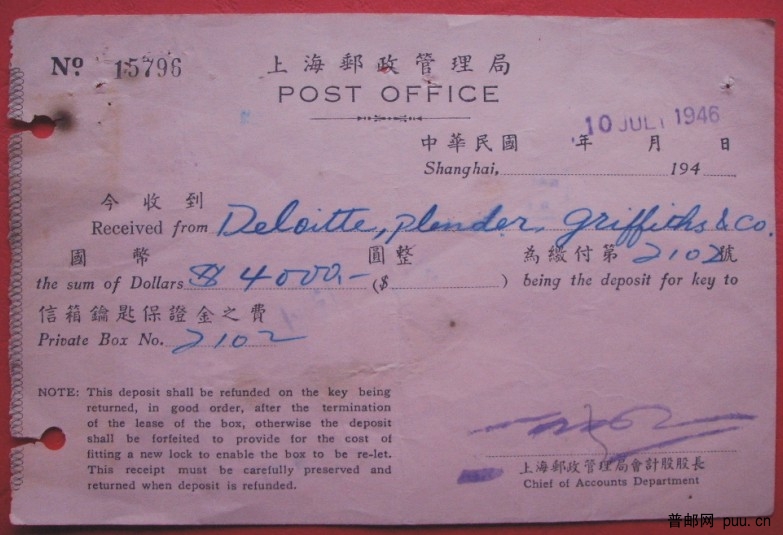 Nº 15796
上海郵政管理局
POST OFFICE
10 JULY 1946
中華民國 年 月 日
Shanghai, 194
今收到
Received from Deloitte, Plender, Griffiths & Co.
國幣 圓整 為繳付第2102號
the sum of Dollars $ 4000.- ($ ) being the deposit for key to
信箱鑰匙保證金之費
Private Box No. 2102
NOTE: This deposit shall be refunded on the key being
returned, in good order, after the termination
of the lease of the box, otherwise the deposit
shall be forfeited to provide for the cost of
fitting a new lock to enable the box to be re-let.
This receipt must be carefully preserved and
returned when deposit is refunded.
上海郵政管理局會計股股長
Chief of Accounts Department
普邮网 puu.cn